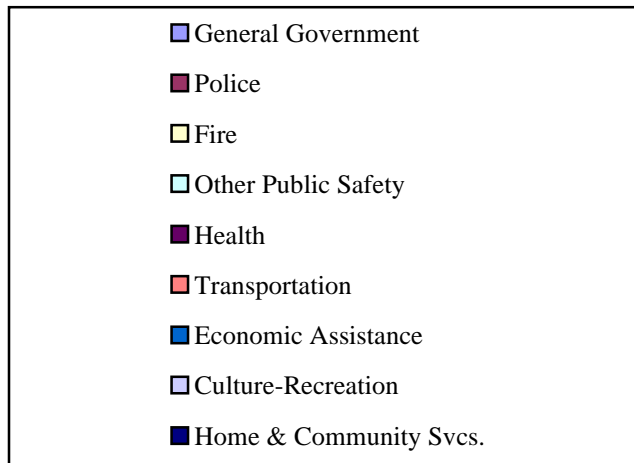 General Government
Police
Fire
Other Public Safety
Health
Transportation
Economic Assistance
Culture-Recreation
Home & Community Svcs.